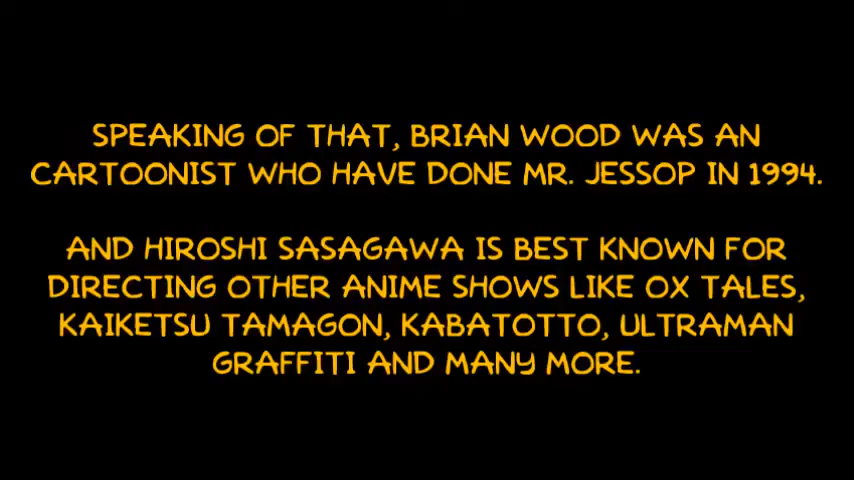 SPEAKING OF THAT, BRIAN WOOD WAS AN
CARTOONIST WHO HAVE DONE MR. JESSOP IN 1994.
AND HIROSHI SASAGAWA IS BEST KNOWN FOR
DIRECTING OTHER ANIME SHOWS LIKE OX TALES,
KAIKETSU TAMAGON, KABATOTTO, ULTRAMAN
GRAFFITI AND MANY MORE.